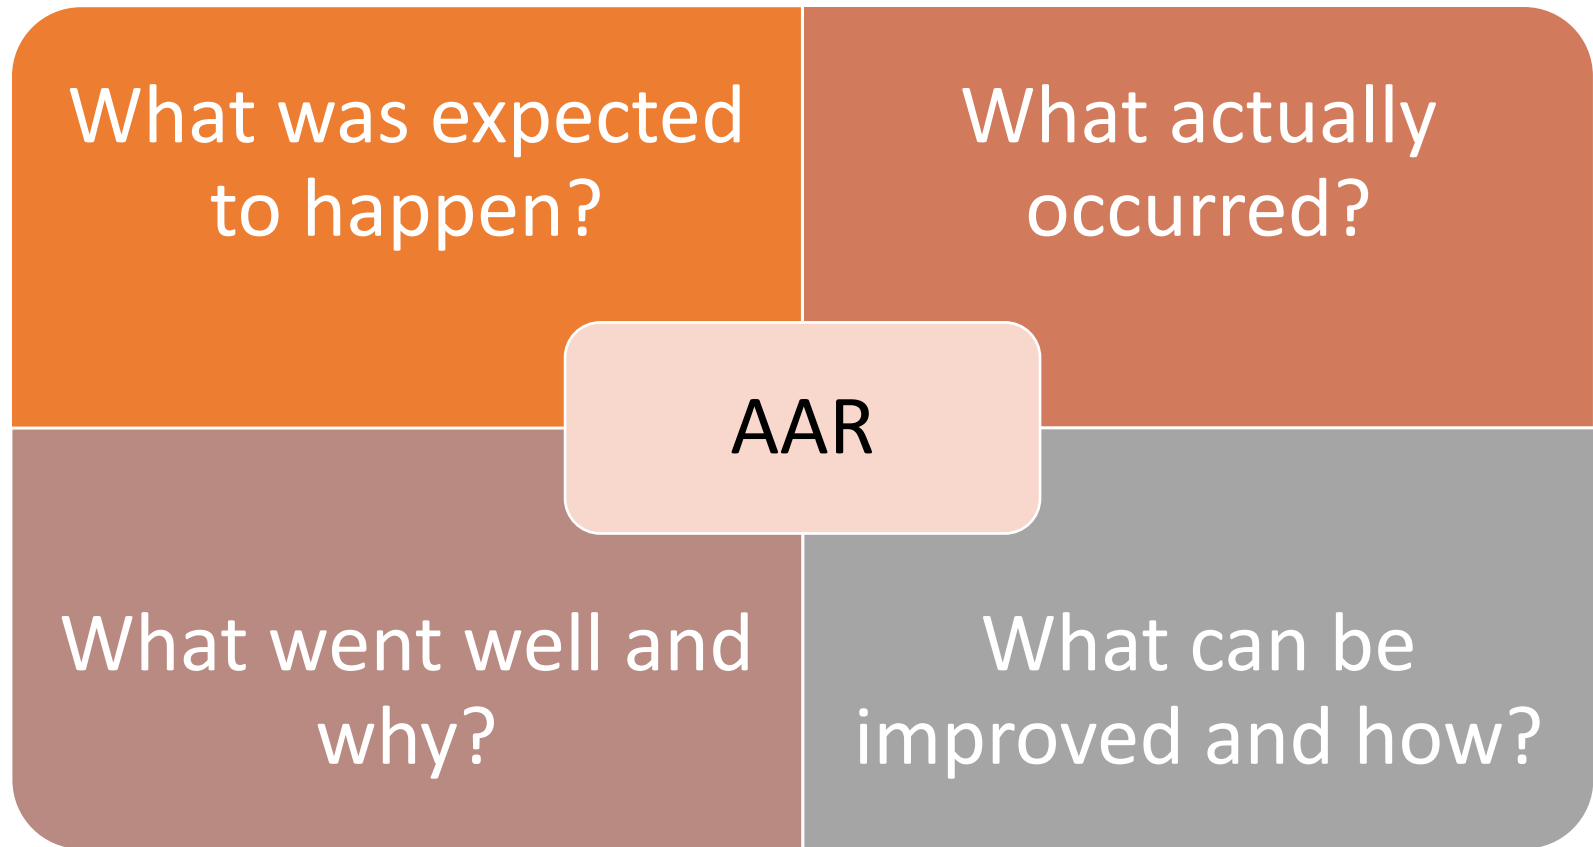 What was expected
to happen?
What actually
occurred?
AAR
What went well and
why?
What can be
improved and how?